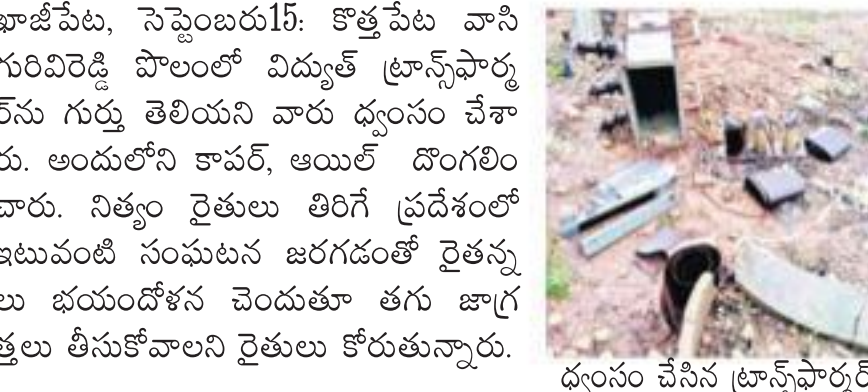 ఖాజీపేట, సెప్టెంబరు15: కొత్తపేట వాసి
గురివిరెడ్డి పొలంలో విద్యుత్ ట్రాన్స్‌ఫార్మ
ర్‌ను గుర్తు తెలియని వారు ధ్వంసం చేశా
రు. అందులోని కాపర్, ఆయిల్ దొంగలిం
చారు. నిత్యం రైతులు తిరిగే ప్రదేశంలో
ఇటువంటి సంఘటన జరగడంతో రైతన్న
లు భయందోళన చెందుతూ తగు జాగ్ర
త్తలు తీసుకోవాలని రైతులు కోరుతున్నారు.
ధ్వంసం చేసిన ట్రాన్స్‌ఫార్మర్